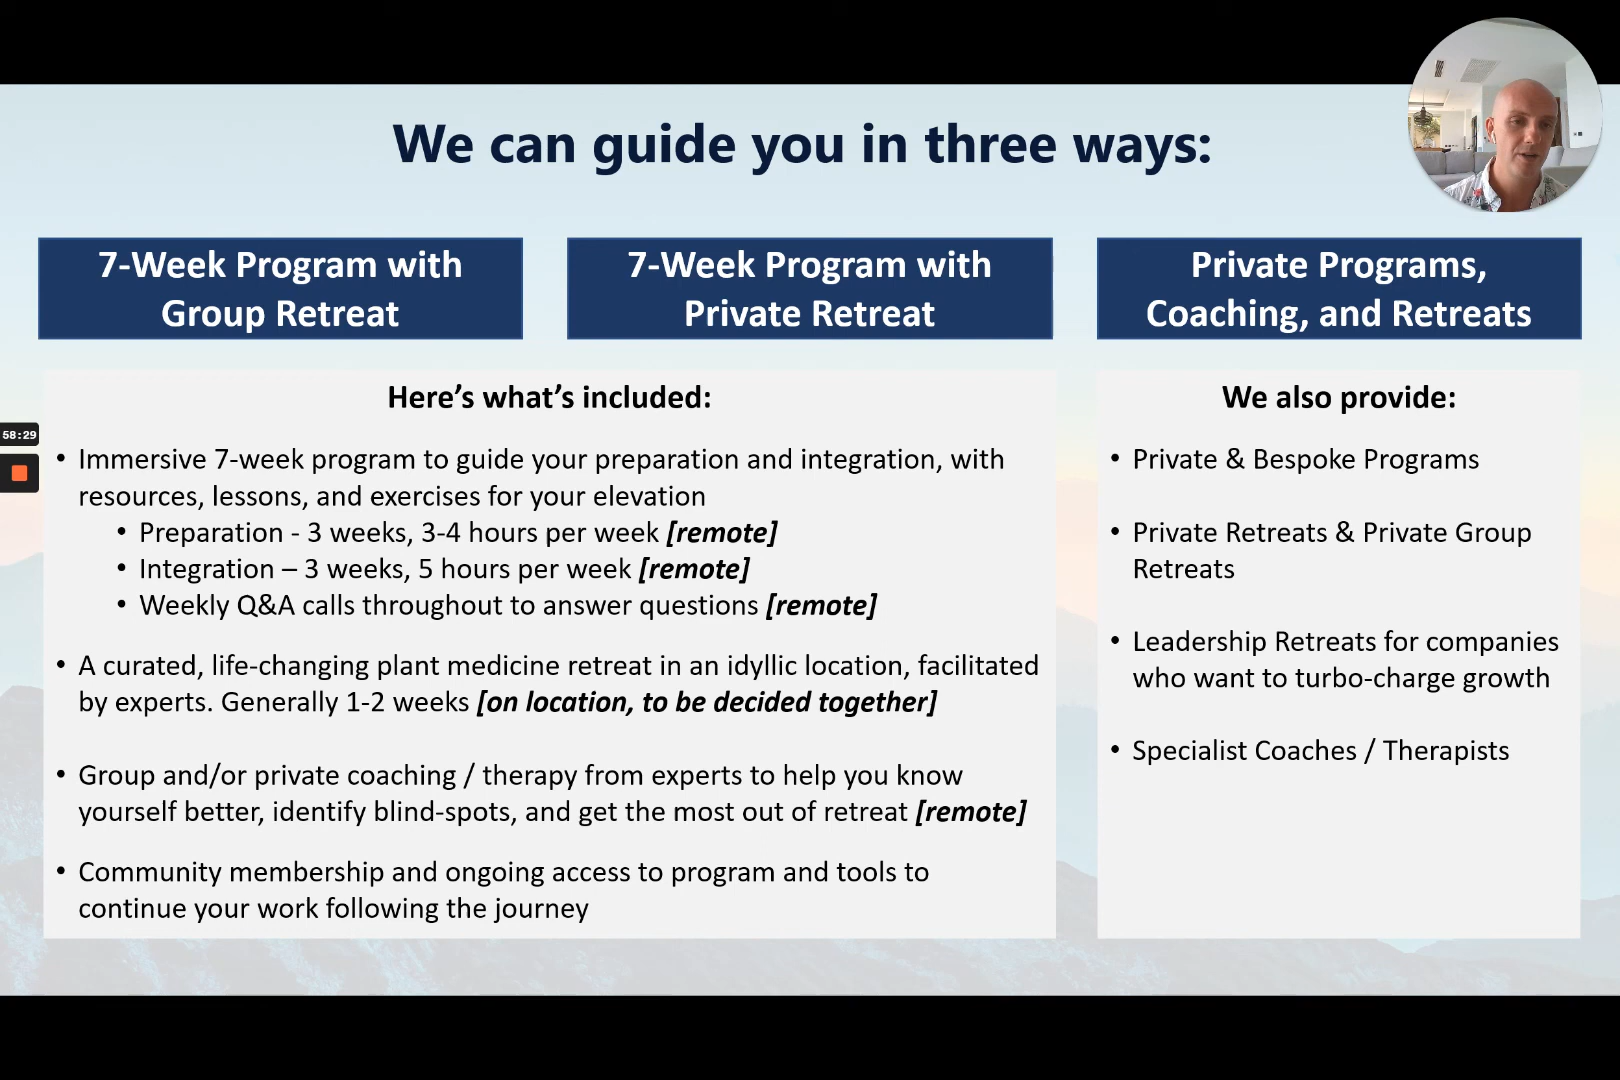 We can guide you in three ways:
7-Week Program with
Group Retreat
7-Week Program with
Private Retreat
Private Programs,
Coaching, and Retreats
Here’s what’s included:
• Immersive 7-week program to guide your preparation and integration, with
resources, lessons, and exercises for your elevation
• Preparation - 3 weeks, 3-4 hours per week [remote]
• Integration – 3 weeks, 5 hours per week [remote]
• Weekly Q&A calls throughout to answer questions [remote]
• A curated, life-changing plant medicine retreat in an idyllic location, facilitated
by experts. Generally 1-2 weeks [on location, to be decided together]
• Group and/or private coaching / therapy from experts to help you know
yourself better, identify blind-spots, and get the most out of retreat [remote]
• Community membership and ongoing access to program and tools to
continue your work following the journey
We also provide:
• Private & Bespoke Programs
• Private Retreats & Private Group
Retreats
• Leadership Retreats for companies
who want to turbo-charge growth
• Specialist Coaches / Therapists
58:29